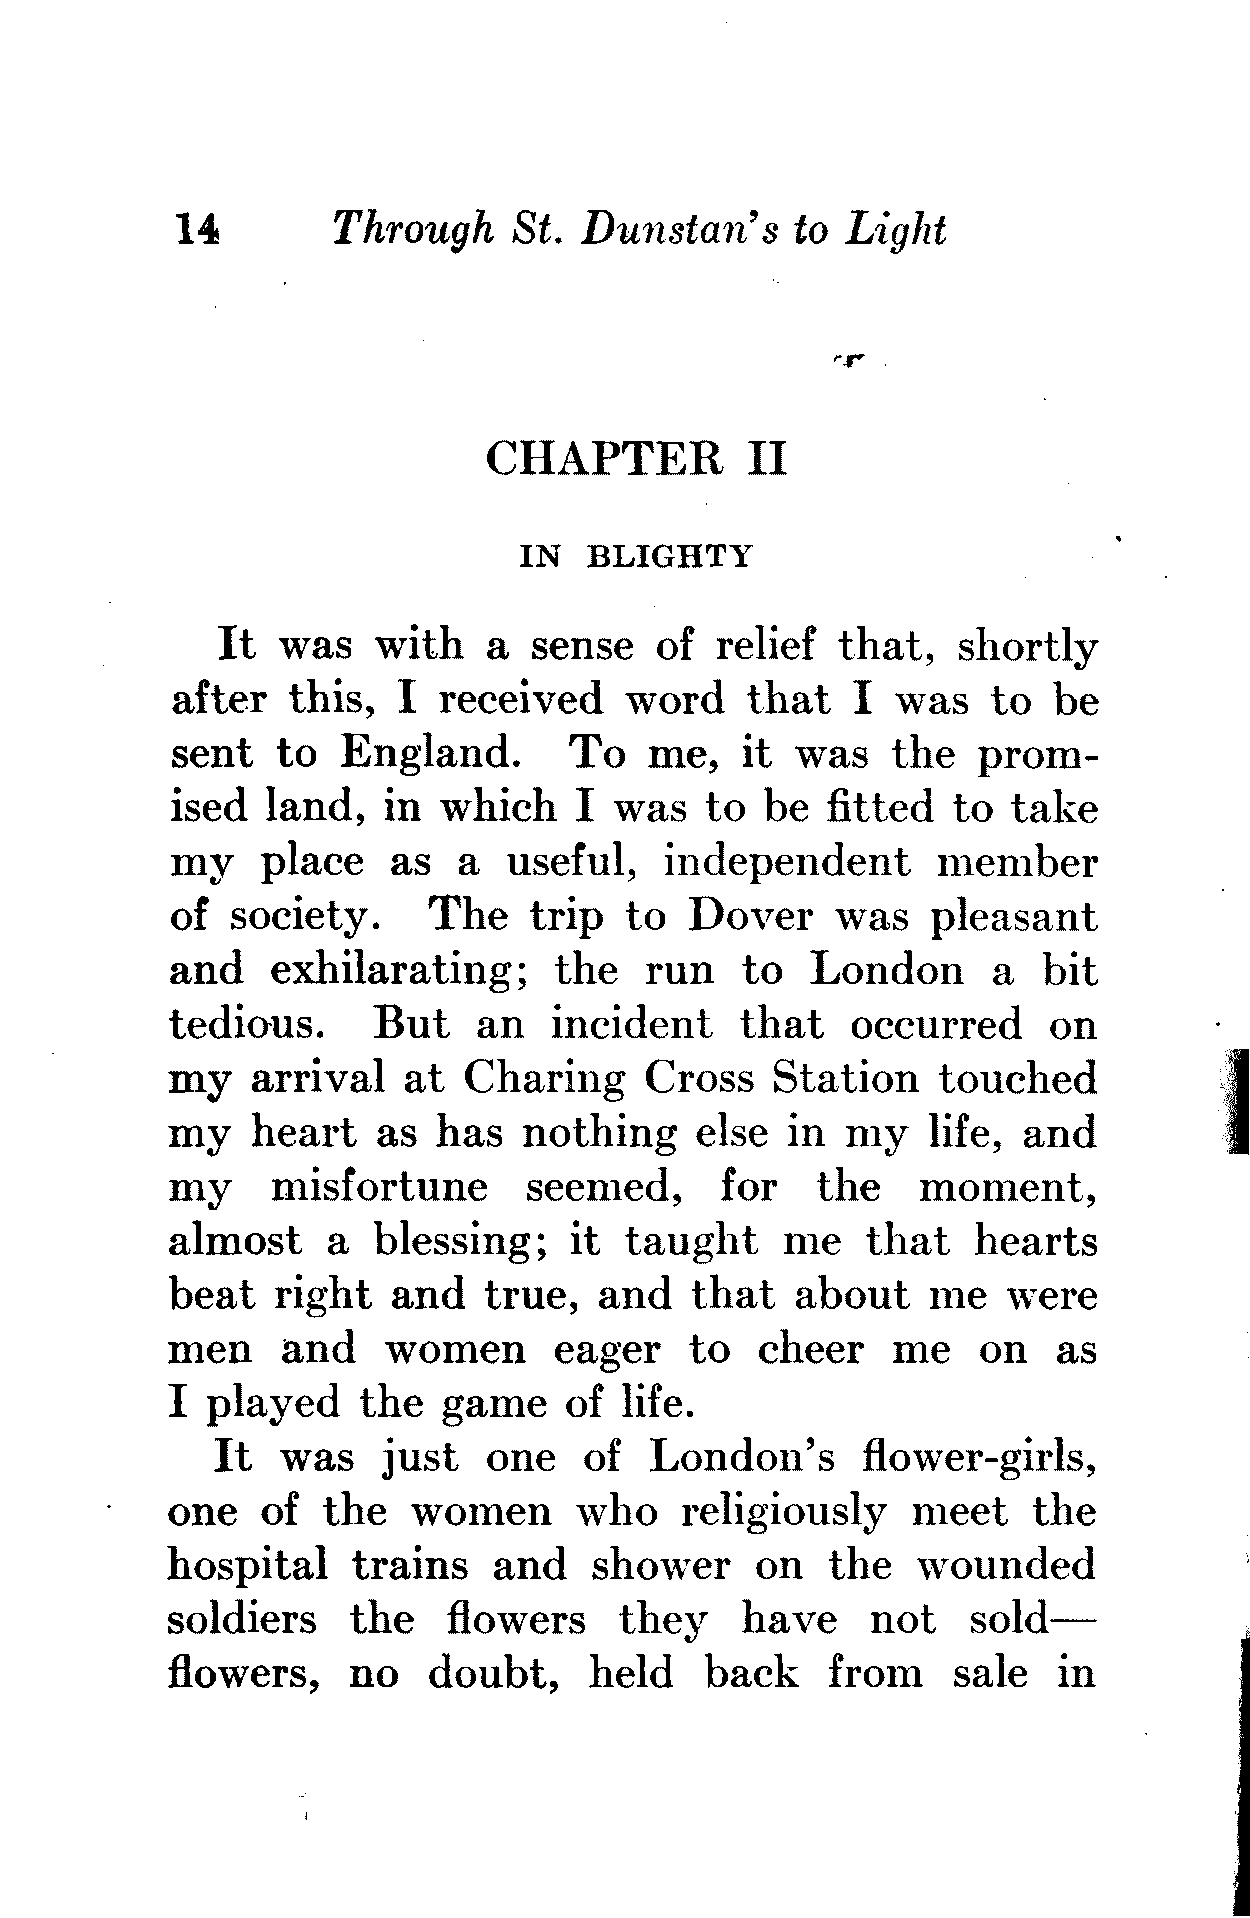 14 Through St. Dunstan's to Light
CHAPTER II
IN BLIGHTY
It was with a sense of relief that, shortly
after this, I received word that I was to be
sent to England. To me, it was the prom-
ised land, in which I was to be fitted to take
my place as a useful, independent member
of society. The trip to Dover was pleasant
and exhilarating; the run to London a bit
tedious. But an incident that occurred on
my arrival at Charing Cross Station touched
my heart as has nothing else in my life, and
my misfortune seemed, for the moment,
almost a blessing; it taught me that hearts
beat right and true, and that about me were
men and women eager to cheer me on as
I played the game of life.
It was just one of London's flower-girls,
one of the women who religiously meet the
hospital trains and shower on the wounded
soldiers the flowers they have not sold—
flowers, no doubt, held back from sale in